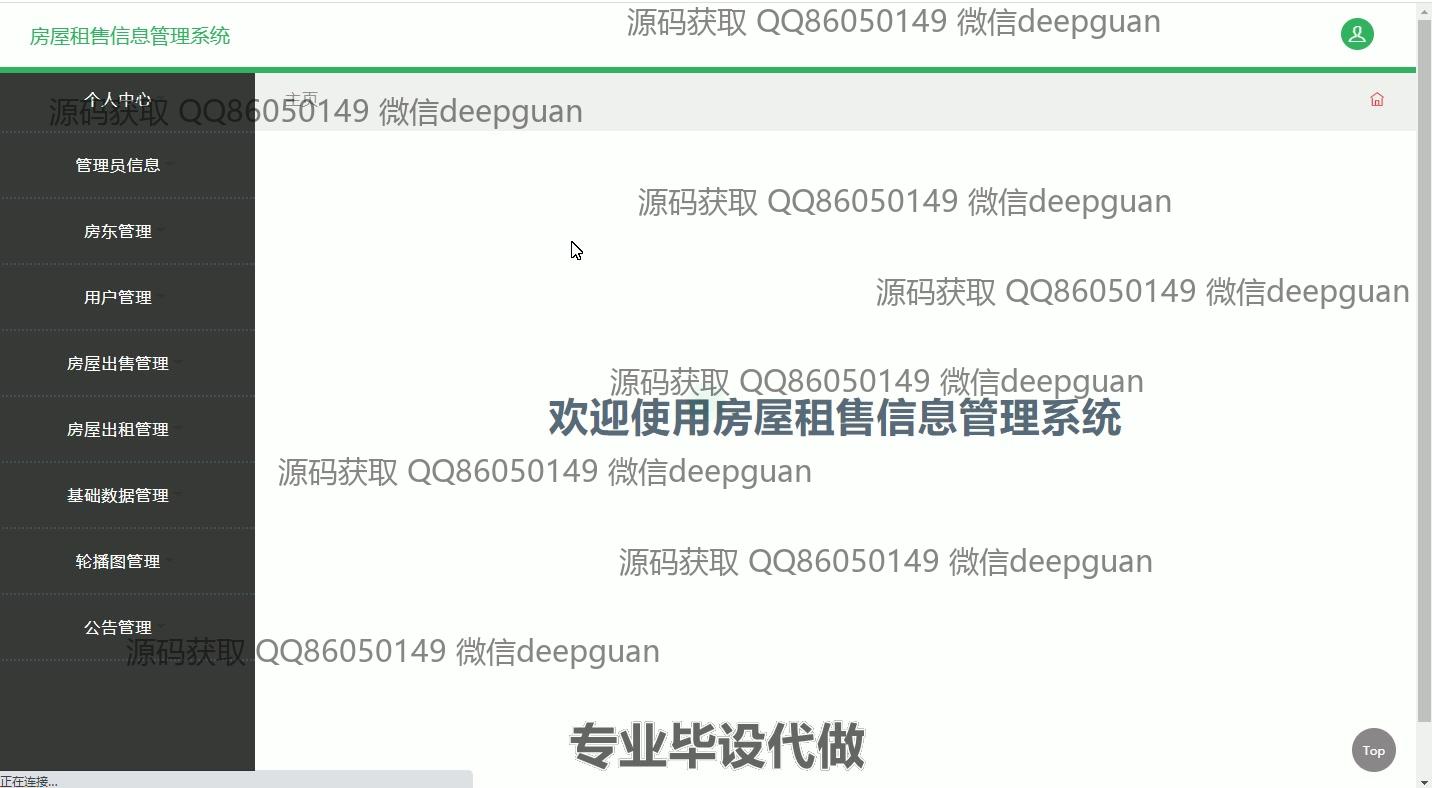 源码获取 QQ86050149 微信deepguan
房屋租售信息管理系统
个人中心
主页
源码获取 QQ86050149 微信deepguan
管理员信息
源码获取 QQ86050149 微信deepguan
房东管理
用户管理
源码获取 QQ86050149 微信deepguan
房屋出售管理
源码获取 QQ86050149 微信deepguan
欢迎使用房屋租售信息管理系统
房屋出租管理
源码获取 QQ86050149 微信deepguan
基础数据管理
轮播图管理
源码获取 QQ86050149 微信deepguan
公告管理
源码获取 QQ86050149 微信deepguan
专业毕设代做
Top
正在连接...